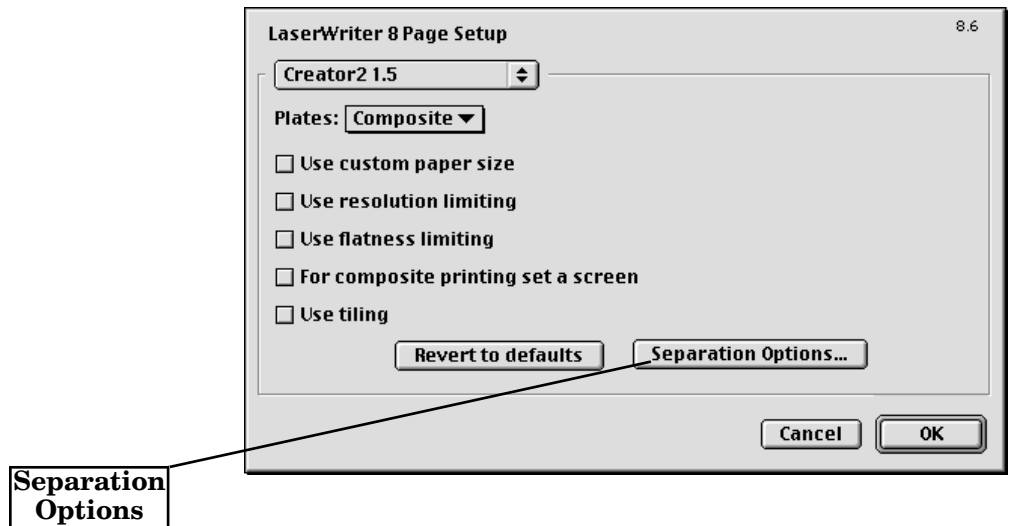 LaserWriter 8 Page Setup
8.6
Creator2 1.5
Plates: Composite
Use custom paper size
Use resolution limiting
Use flatness limiting
For composite printing set a screen
Use tiling
Revert to defaults
Separation Options...
Cancel
OK
Separation
Options